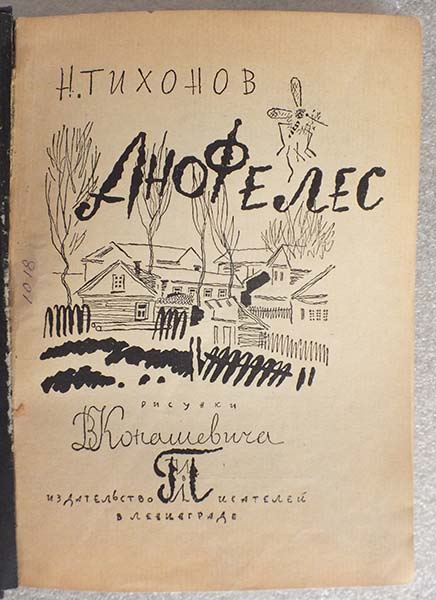 Н. ТИХОНОВ
АНОФЕЛЕС
1018
РИСУНКИ
В. Конашевича
ИЗДАТЕЛЬСТВО ПИСАТЕЛЕЙ
В ЛЕНИНГРАДЕ